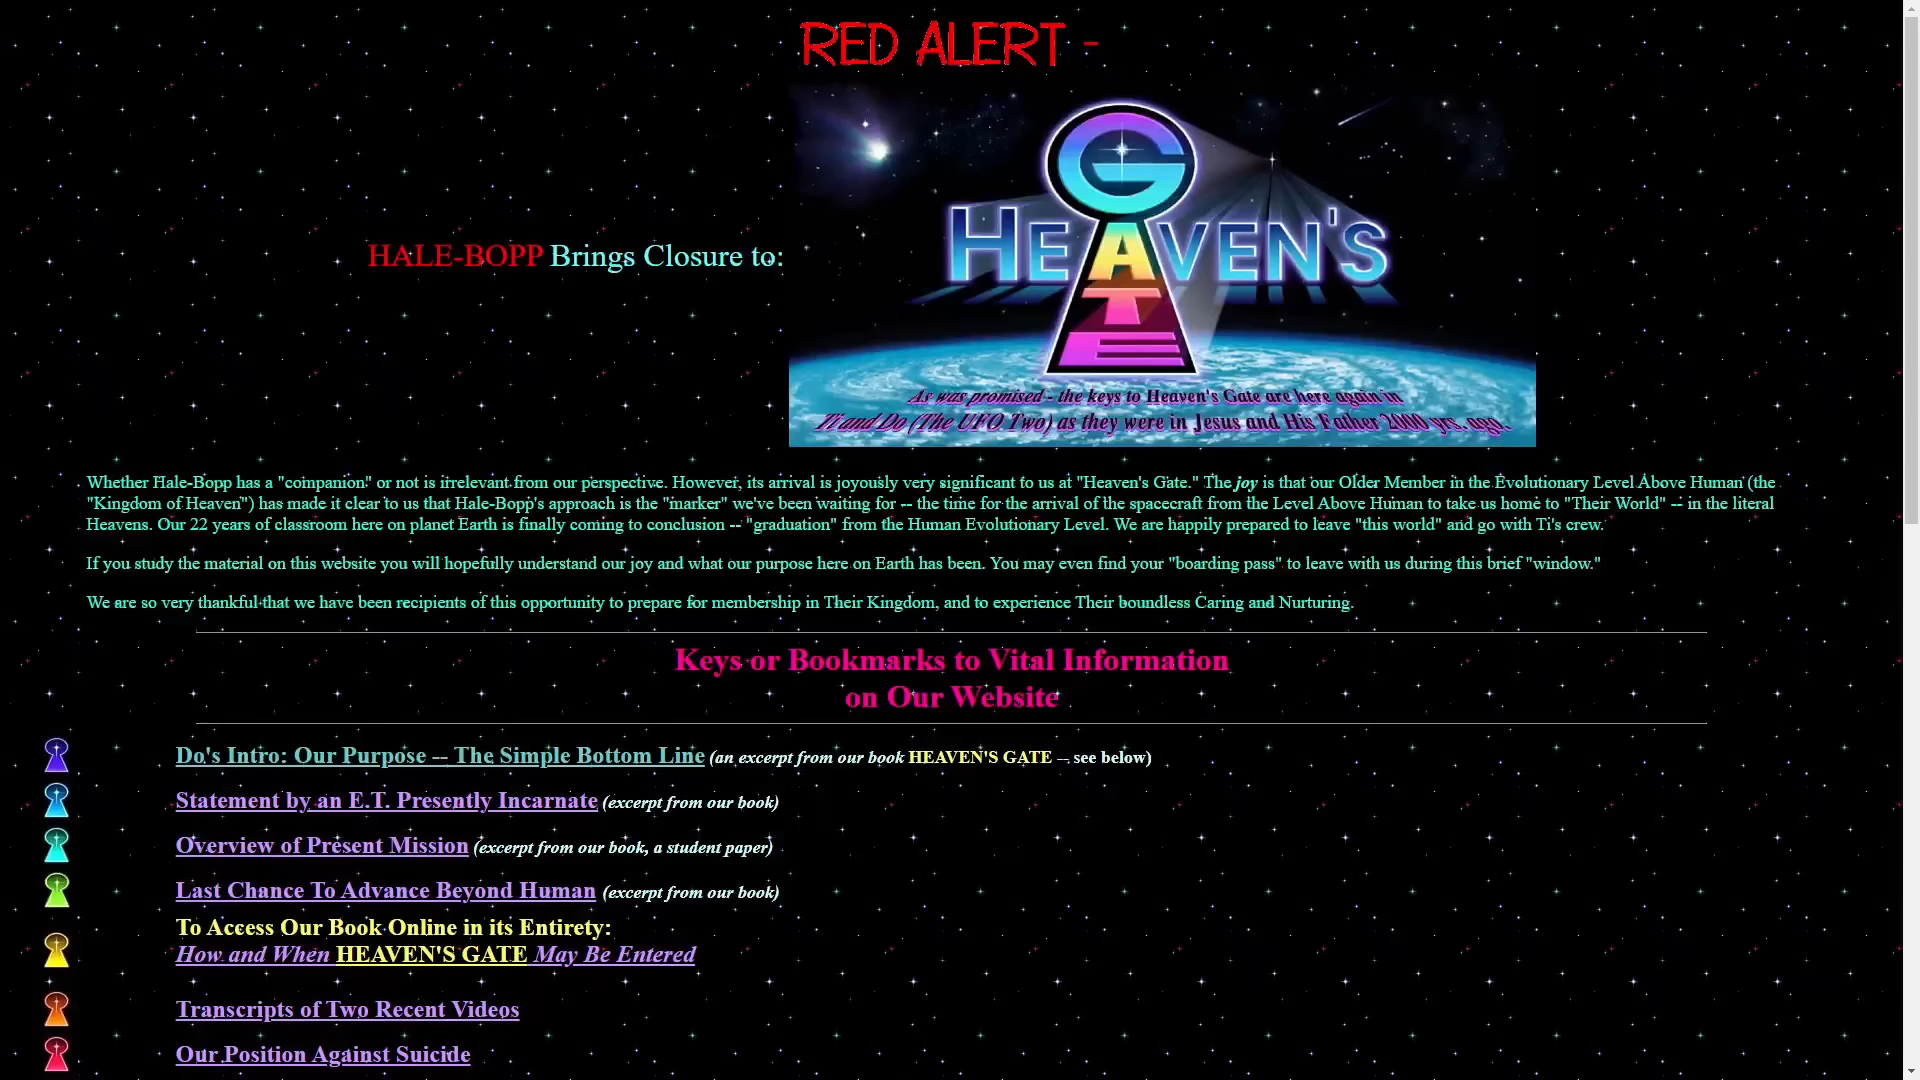 RED ALERT -
HALE-BOPP Brings Closure to:
HEAVEN'S
GATE
As was promised - the keys to Heaven's Gate are here again in
Ti and Do (The UFO Two) as they were in Jesus and His Father 2000 yrs. ago.
Whether Hale-Bopp has a "companion" or not is irrelevant from our perspective. However, its arrival is joyously very significant to us at "Heaven's Gate." The joy is that our Older Member in the Evolutionary Level Above Human (the
"Kingdom of Heaven") has made it clear to us that Hale-Bopp's approach is the "marker" we've been waiting for -- the time for the arrival of the spacecraft from the Level Above Human to take us home to "Their World" -- in the literal
Heavens. Our 22 years of classroom here on planet Earth is finally coming to conclusion -- "graduation" from the Human Evolutionary Level. We are happily prepared to leave "this world" and go with Ti's crew.
If you study the material on this website you will hopefully understand our joy and what our purpose here on Earth has been. You may even find your "boarding pass" to leave with us during this brief "window."
We are so very thankful that we have been recipients of this opportunity to prepare for membership in Their Kingdom, and to experience Their boundless Caring and Nurturing.
Keys or Bookmarks to Vital Information
on Our Website
Do's Intro: Our Purpose -- The Simple Bottom Line (an excerpt from our book HEAVEN'S GATE -- see below)
Statement by an E.T. Presently Incarnate (excerpt from our book)
Overview of Present Mission (excerpt from our book, a student paper)
Last Chance To Advance Beyond Human (excerpt from our book)
To Access Our Book Online in its Entirety:
How and When HEAVEN'S GATE May Be Entered
Transcripts of Two Recent Videos
Our Position Against Suicide